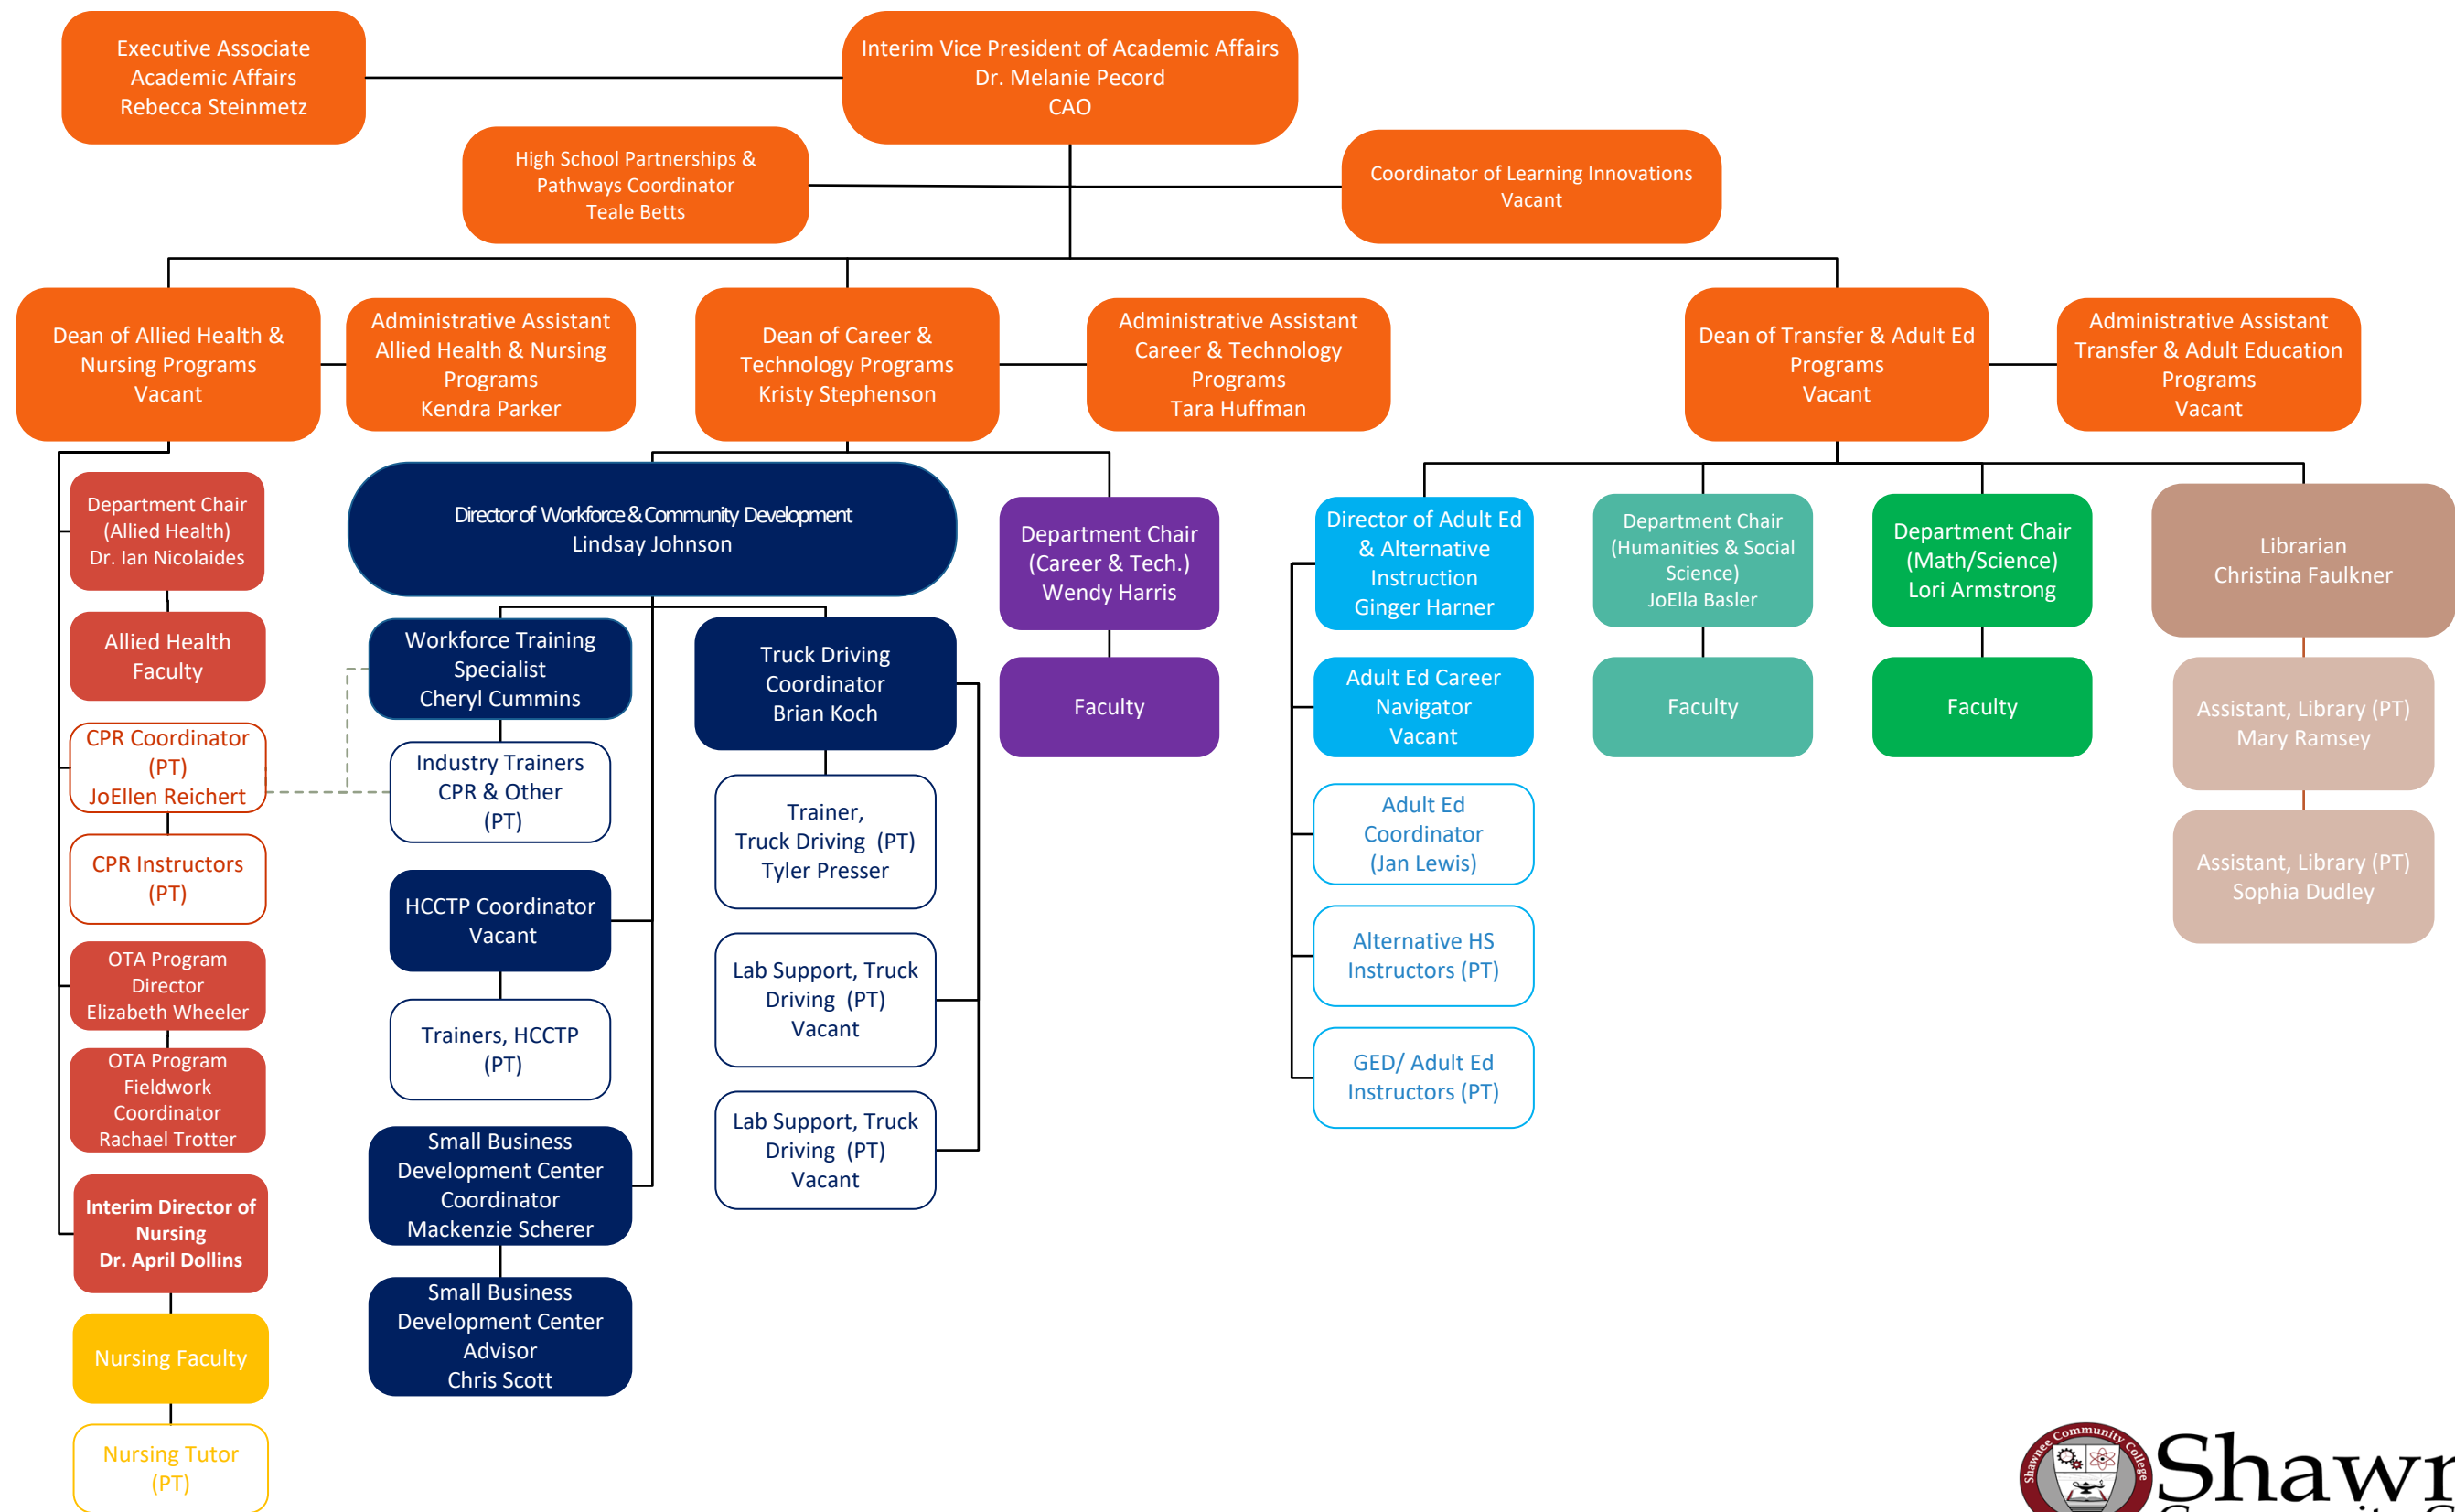 Executive Associate
Academic Affairs
Rebecca Steinmetz
Interim Vice President of Academic Affairs
Dr. Melanie Pecord
CAO
High School Partnerships &
Pathways Coordinator
Teale Betts
Coordinator of Learning Innovations
Vacant
Dean of Allied Health &
Nursing Programs
Vacant
Administrative Assistant
Allied Health & Nursing
Programs
Kendra Parker
Dean of Career &
Technology Programs
Kristy Stephenson
Administrative Assistant
Career & Technology
Programs
Tara Huffman
Dean of Transfer & Adult Ed
Programs
Vacant
Administrative Assistant
Transfer & Adult Education
Programs
Vacant
Department Chair
(Allied Health)
Dr. Ian Nicolaides
Allied Health
Faculty
CPR Coordinator
(PT)
JoEllen Reichert
CPR Instructors
(PT)
OTA Program
Director
Elizabeth Wheeler
OTA Program
Fieldwork
Coordinator
Rachael Trotter
Interim Director of
Nursing
Dr. April Dollins
Nursing Faculty
Nursing Tutor
(PT)
Director of Workforce & Community Development
Lindsay Johnson
Workforce Training
Specialist
Cheryl Cummins
Industry Trainers
CPR & Other
(PT)
HCCTP Coordinator
Vacant
Trainers, HCCTP
(PT)
Small Business
Development Center
Coordinator
Mackenzie Scherer
Small Business
Development Center
Advisor
Chris Scott
Truck Driving
Coordinator
Brian Koch
Trainer,
Truck Driving (PT)
Tyler Presser
Lab Support, Truck
Driving (PT)
Vacant
Lab Support, Truck
Driving (PT)
Vacant
Department Chair
(Career & Tech.)
Wendy Harris
Faculty
Director of Adult Ed
& Alternative
Instruction
Ginger Harner
Adult Ed Career
Navigator
Vacant
Adult Ed
Coordinator
(Jan Lewis)
Alternative HS
Instructors (PT)
GED/ Adult Ed
Instructors (PT)
Department Chair
(Humanities & Social
Science)
JoElla Basler
Faculty
Department Chair
(Math/Science)
Lori Armstrong
Faculty
Librarian
Christina Faulkner
Assistant, Library (PT)
Mary Ramsey
Assistant, Library (PT)
Sophia Dudley
Shawnee Community College